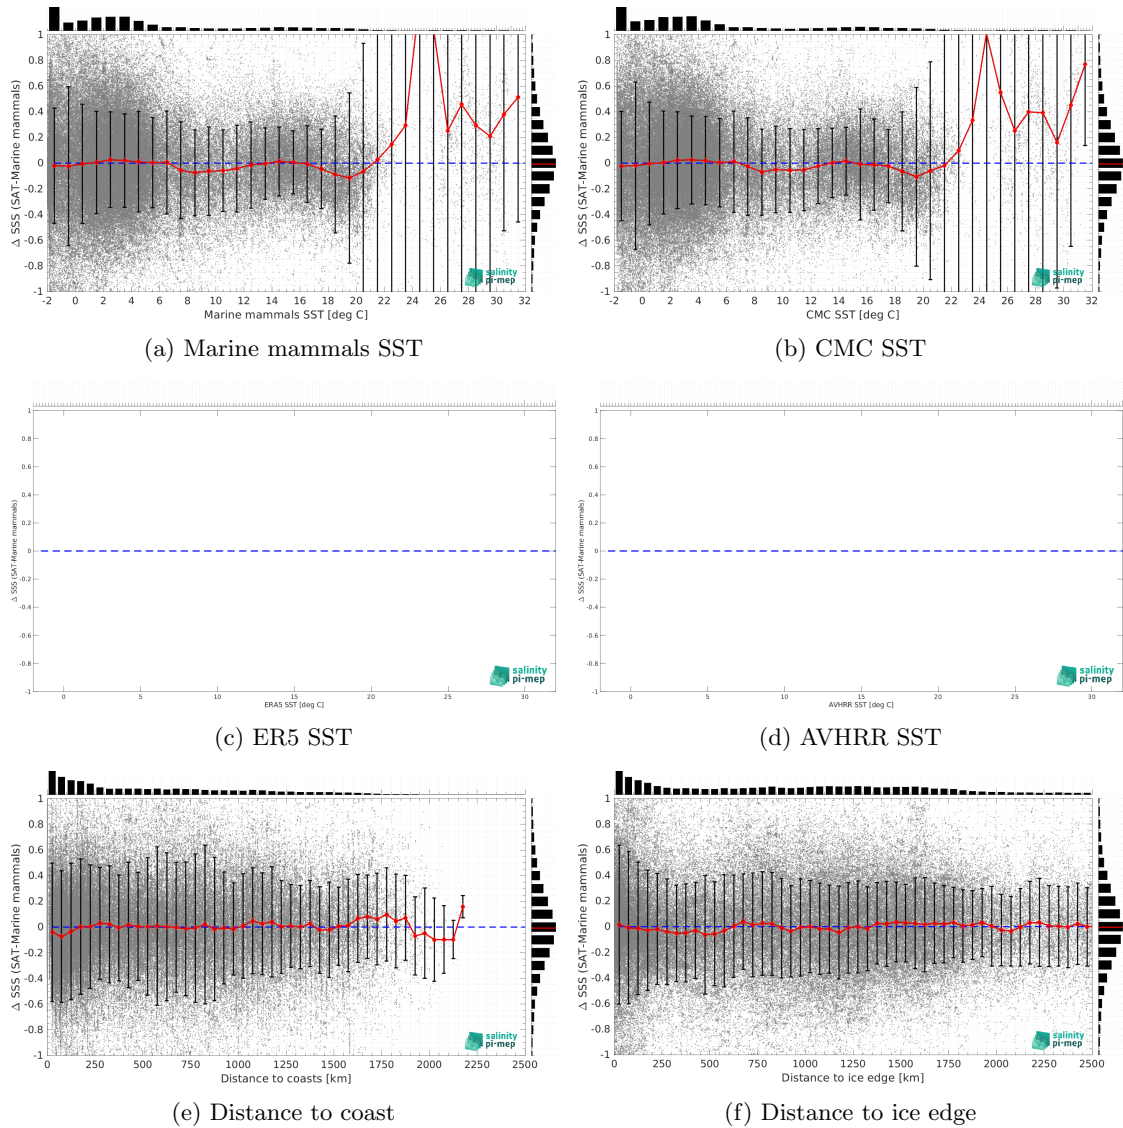 1
0.8
0.6
0.4
0.2
0
-0.2
-0.4
-0.6
-0.8
-1
Δ SSS (SAT-Marine mammals)
salinity
pi-mep
-2 0 2 4 6 8 10 12 14 16 18 20 22 24 26 28 30 32
Marine mammals SST [deg C]
(a) Marine mammals SST
1
0.8
0.6
0.4
0.2
0
-0.2
-0.4
-0.6
-0.8
-1
Δ SSS (SAT-Marine mammals)
salinity
pi-mep
-2 0 2 4 6 8 10 12 14 16 18 20 22 24 26 28 30 32
CMC SST [deg C]
(b) CMC SST
1
0.8
0.6
0.4
0.2
0
-0.2
-0.4
-0.6
-0.8
-1
Δ SSS (SAT-Marine mammals)
salinity
pi-mep
0 5 10 15 20 25 30
ERA5 SST [deg C]
(c) ER5 SST
1
0.8
0.6
0.4
0.2
0
-0.2
-0.4
-0.6
-0.8
-1
Δ SSS (SAT-Marine mammals)
salinity
pi-mep
0 5 10 15 20 25 30
AVHRR SST [deg C]
(d) AVHRR SST
1
0.8
0.6
0.4
0.2
0
-0.2
-0.4
-0.6
-0.8
-1
Δ SSS (SAT-Marine mammals)
salinity
pi-mep
0 250 500 750 1000 1250 1500 1750 2000 2250 2500
Distance to coasts [km]
(e) Distance to coast
1
0.8
0.6
0.4
0.2
0
-0.2
-0.4
-0.6
-0.8
-1
Δ SSS (SAT-Marine mammals)
salinity
pi-mep
0 250 500 750 1000 1250 1500 1750 2000 2250 2500
Distance to ice edge [km]
(f) Distance to ice edge